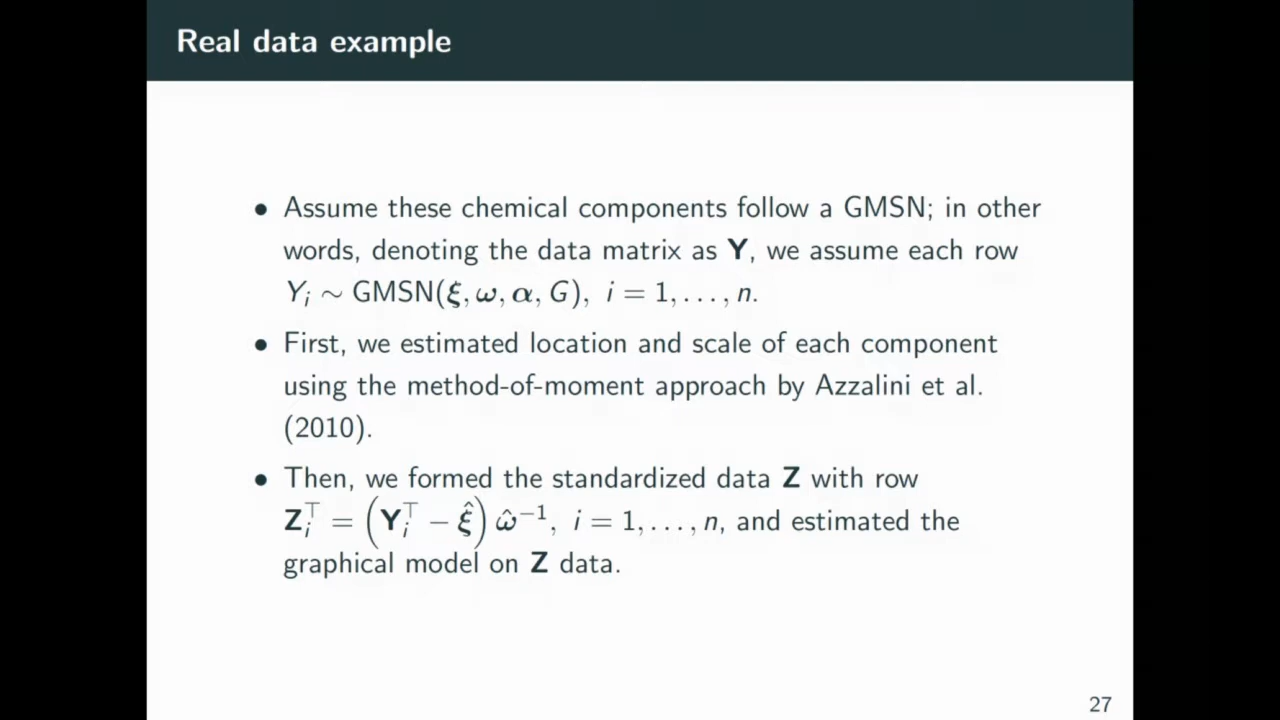 Real data example
• Assume these chemical components follow a GMSN; in other
words, denoting the data matrix as Y, we assume each row
Yᵢ ∼ GMSN(ξ, ω, α, G), i = 1, . . . , n.
• First, we estimated location and scale of each component
using the method-of-moment approach by Azzalini et al.
(2010).
• Then, we formed the standardized data Z with row
Zᵢ⊤ = (Yᵢ⊤ − ξ̂) ω̂⁻¹, i = 1, . . . , n, and estimated the
graphical model on Z data.
27